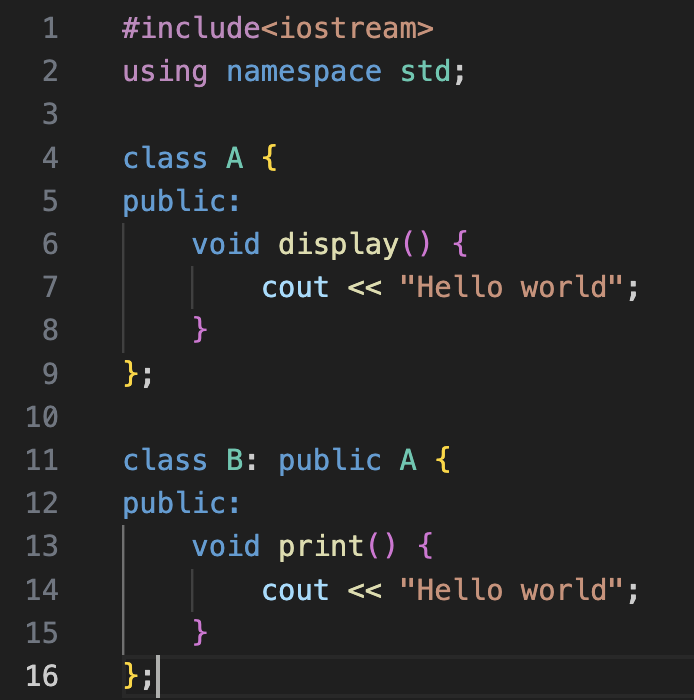 1 #include<iostream>
2 using namespace std;
3
4 class A {
5 public:
6     void display() {
7         cout << "Hello world";
8     }
9 };
10
11 class B: public A {
12 public:
13     void print() {
14         cout << "Hello world";
15     }
16 };